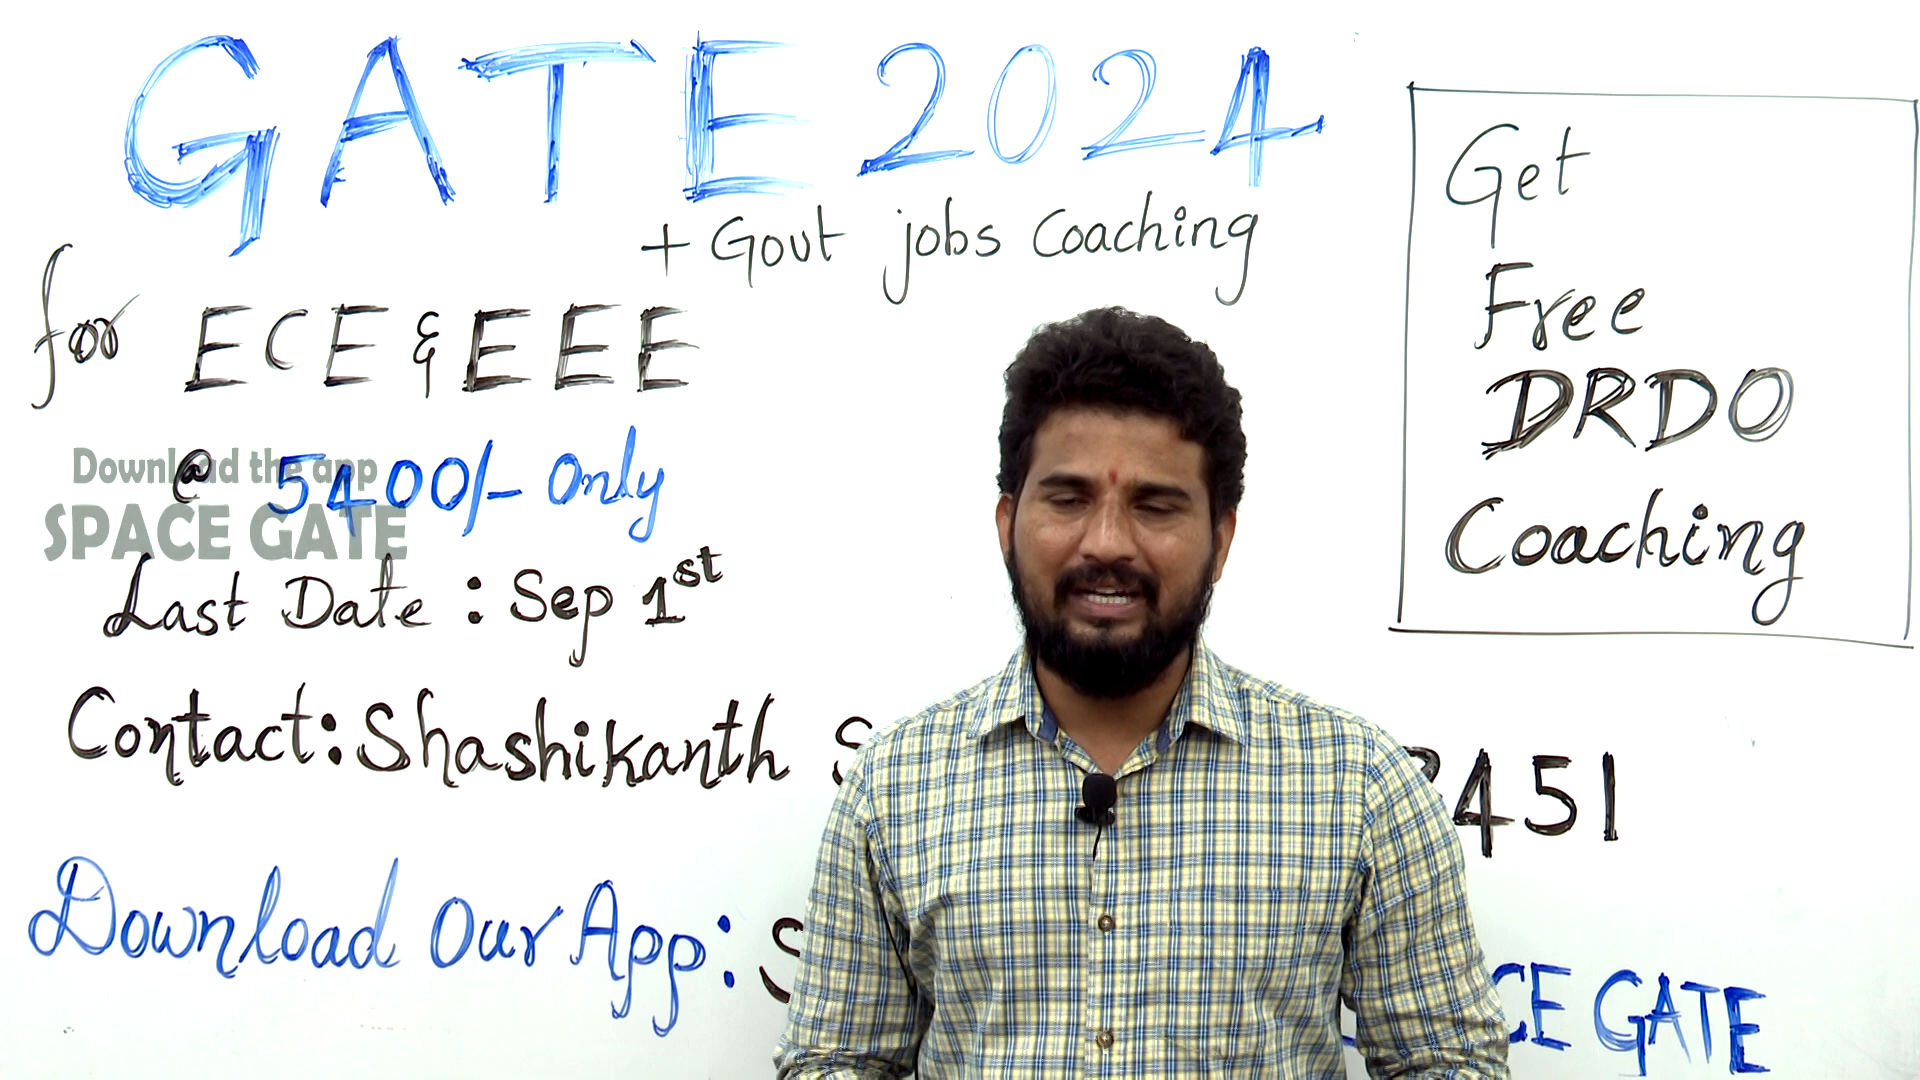 GATE 2024
+ Govt jobs Coaching
for ECE & EEE
@ 5400/- Only
Download the app
SPACE GATE
Last Date : Sep 1st
Contact: Shashikanth S
451
Download Our App: S
CE GATE
Get
Free
DRDO
Coaching